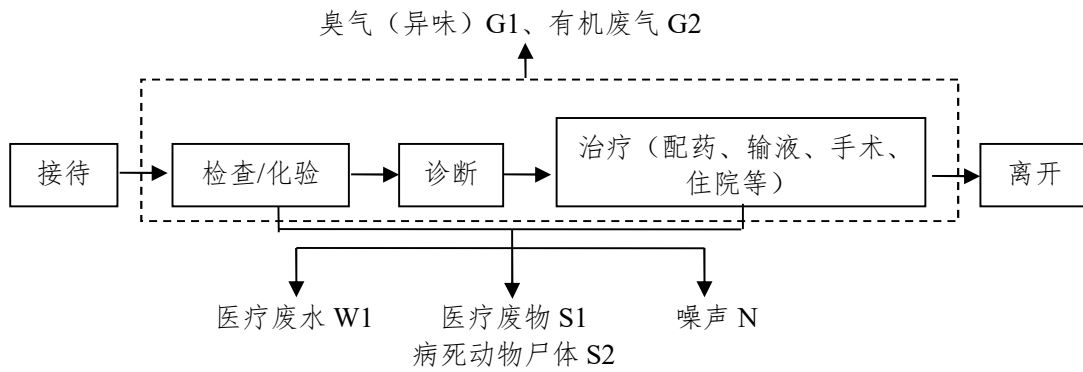 臭气（异味）G1、有机废气 G2
接待
检查/化验
诊断
治疗（配药、输液、手术、
住院等）
离开
医疗废水 W1
医疗废物 S1
病死动物尸体 S2
噪声 N